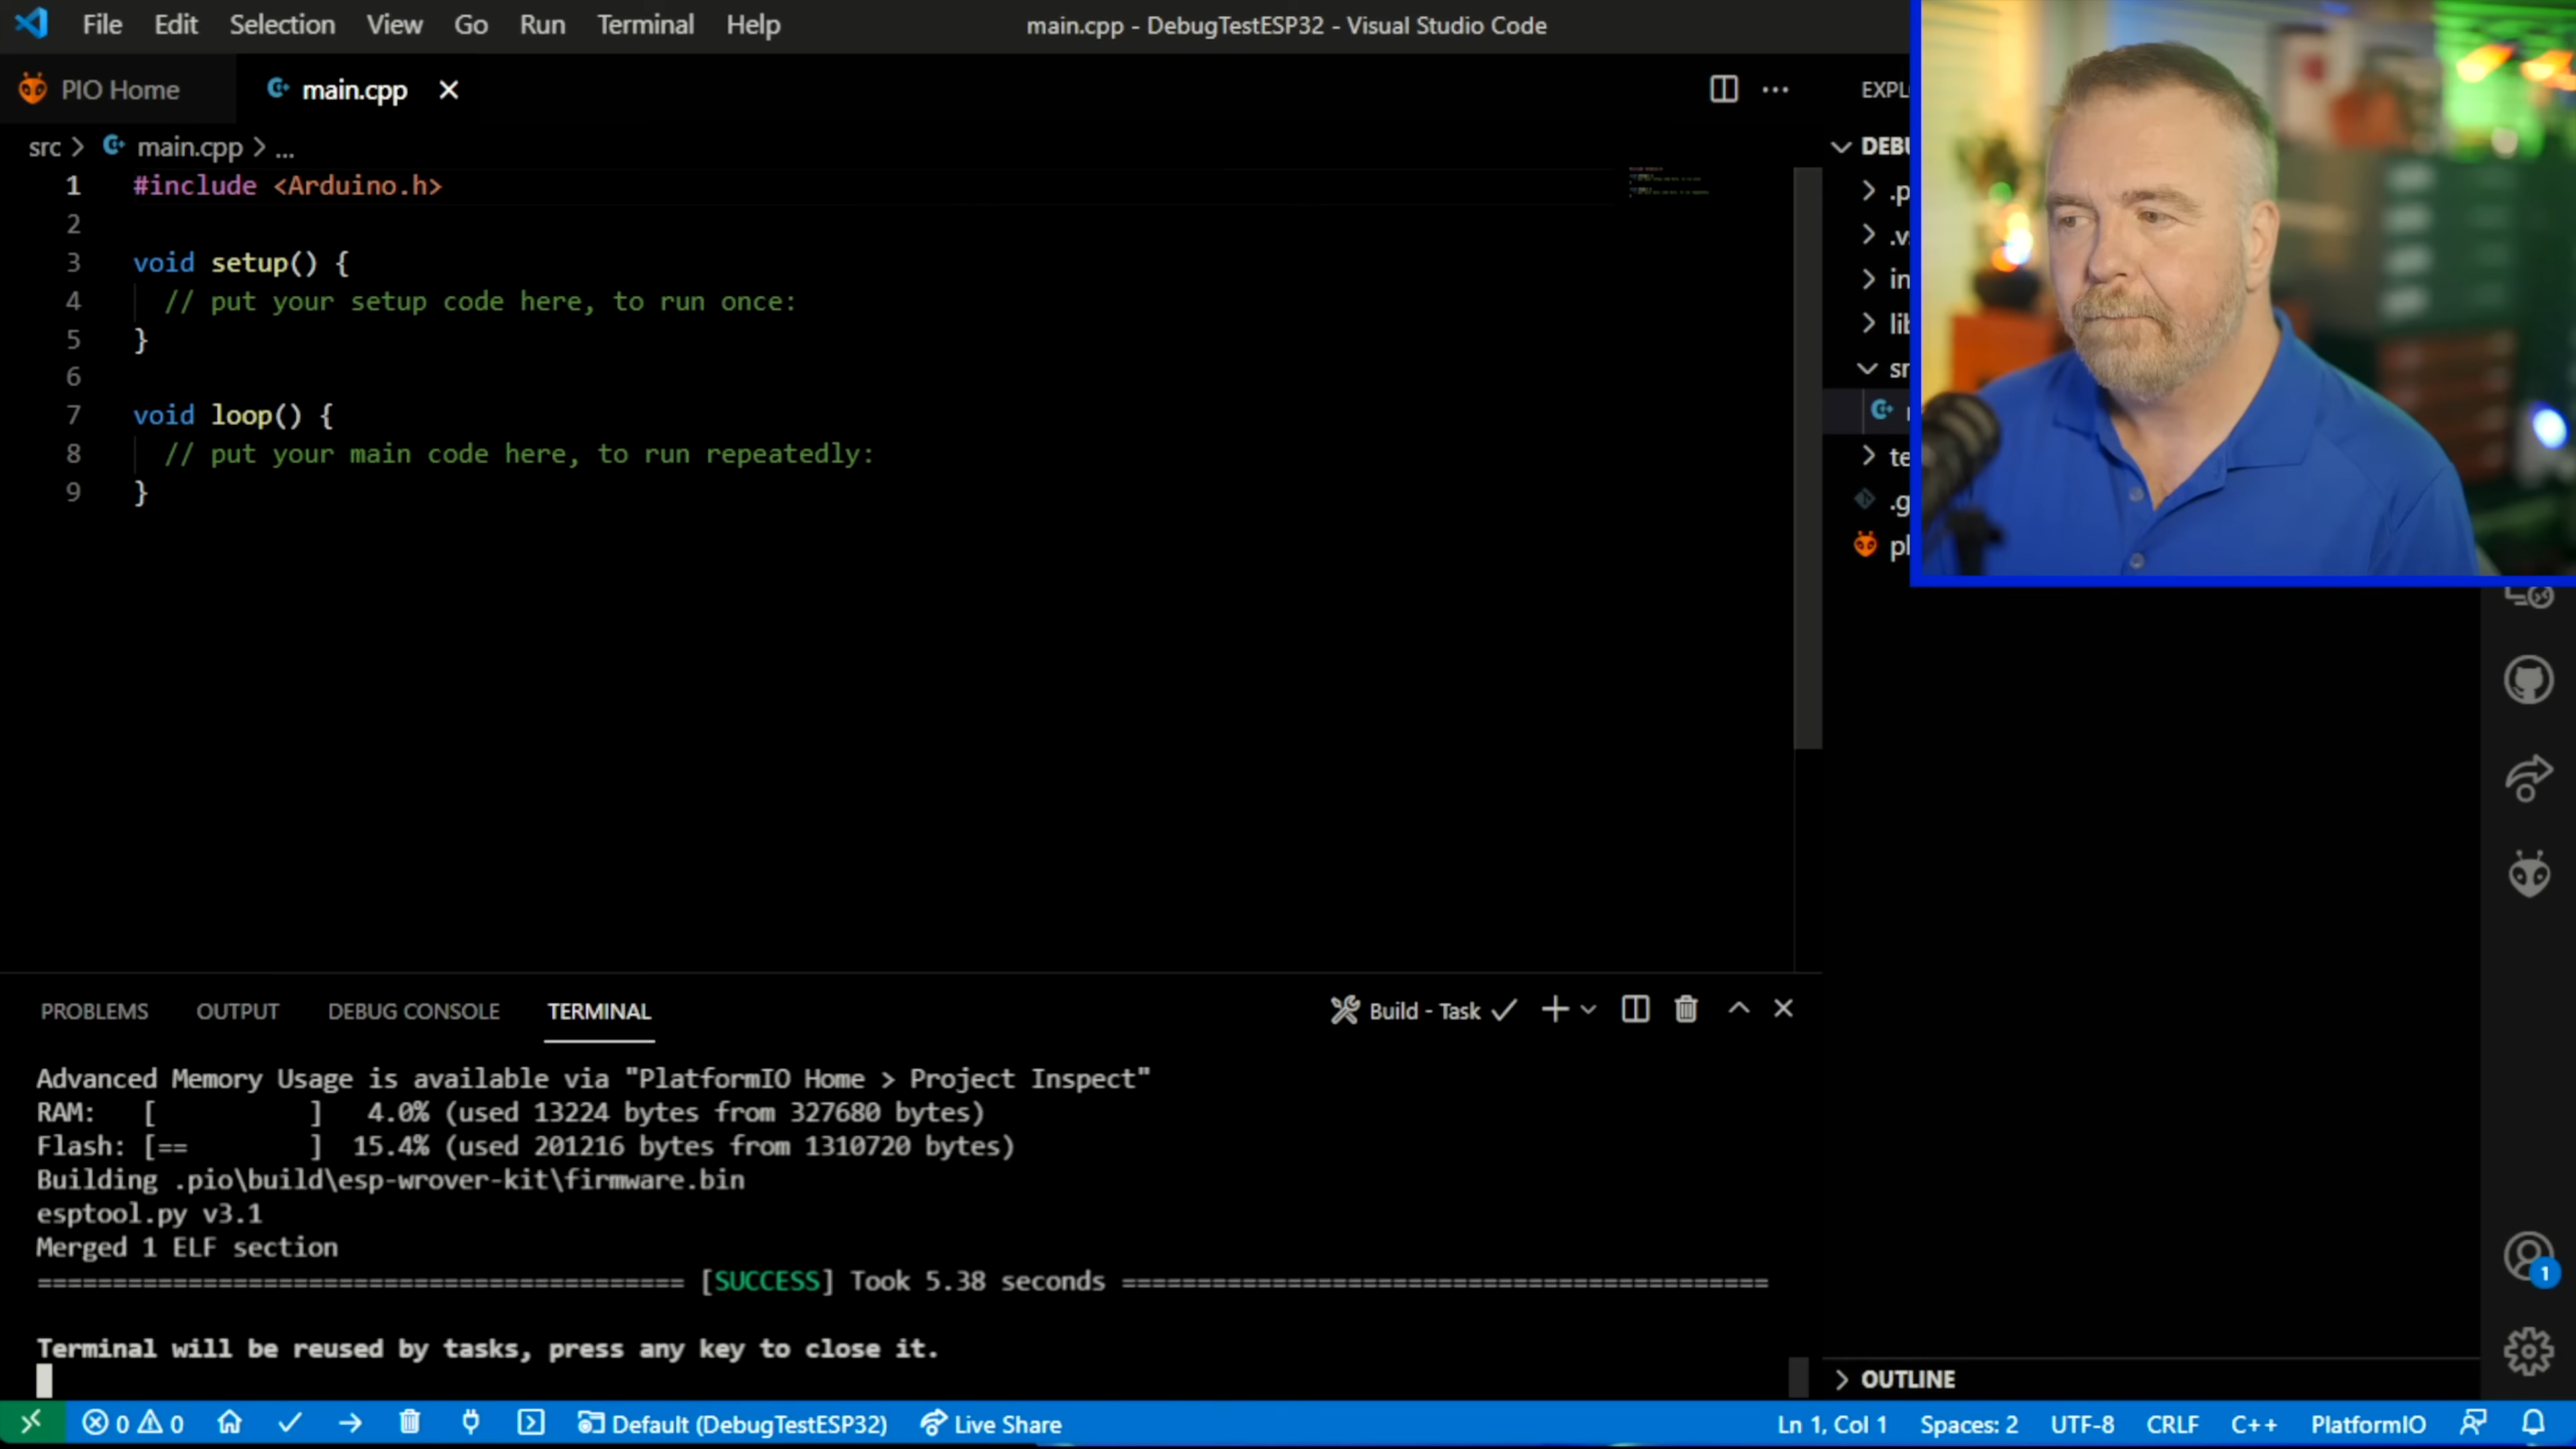 File Edit Selection View Go Run Terminal Help main.cpp - DebugTestESP32 - Visual Studio Code
PIO Home main.cpp
src > main.cpp > ...
1 #include <Arduino.h>
2
3 void setup() {
4 // put your setup code here, to run once:
5 }
6
7 void loop() {
8 // put your main code here, to run repeatedly:
9 }
PROBLEMS OUTPUT DEBUG CONSOLE TERMINAL Build - Task
Advanced Memory Usage is available via "PlatformIO Home > Project Inspect"
RAM: [ ] 4.0% (used 13224 bytes from 327680 bytes)
Flash: [== ] 15.4% (used 201216 bytes from 1310720 bytes)
Building .pio\build\esp-wrover-kit\firmware.bin
esptool.py v3.1
Merged 1 ELF section
=========================================== [SUCCESS] Took 5.38 seconds ===========================================
Terminal will be reused by tasks, press any key to close it.
EXPL
DEBU
.p
.vs
in
lib
sr
te
.g
pl
1
OUTLINE
0 0 Default (DebugTestESP32) Live Share Ln 1, Col 1 Spaces: 2 UTF-8 CRLF C++ PlatformIO